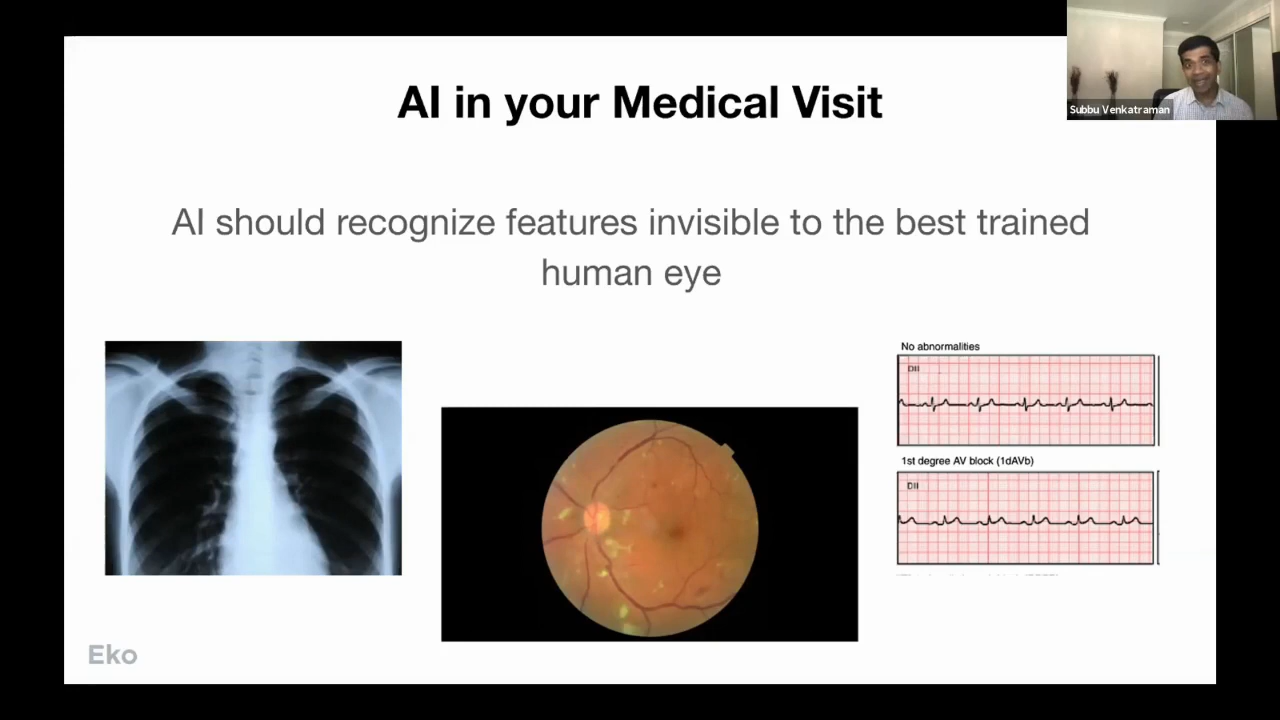 AI in your Medical Visit
Subbu Venkatraman
AI should recognize features invisible to the best trained
human eye
No abnormalities
DII
1st degree AV block (1dAVb)
DII
Eko